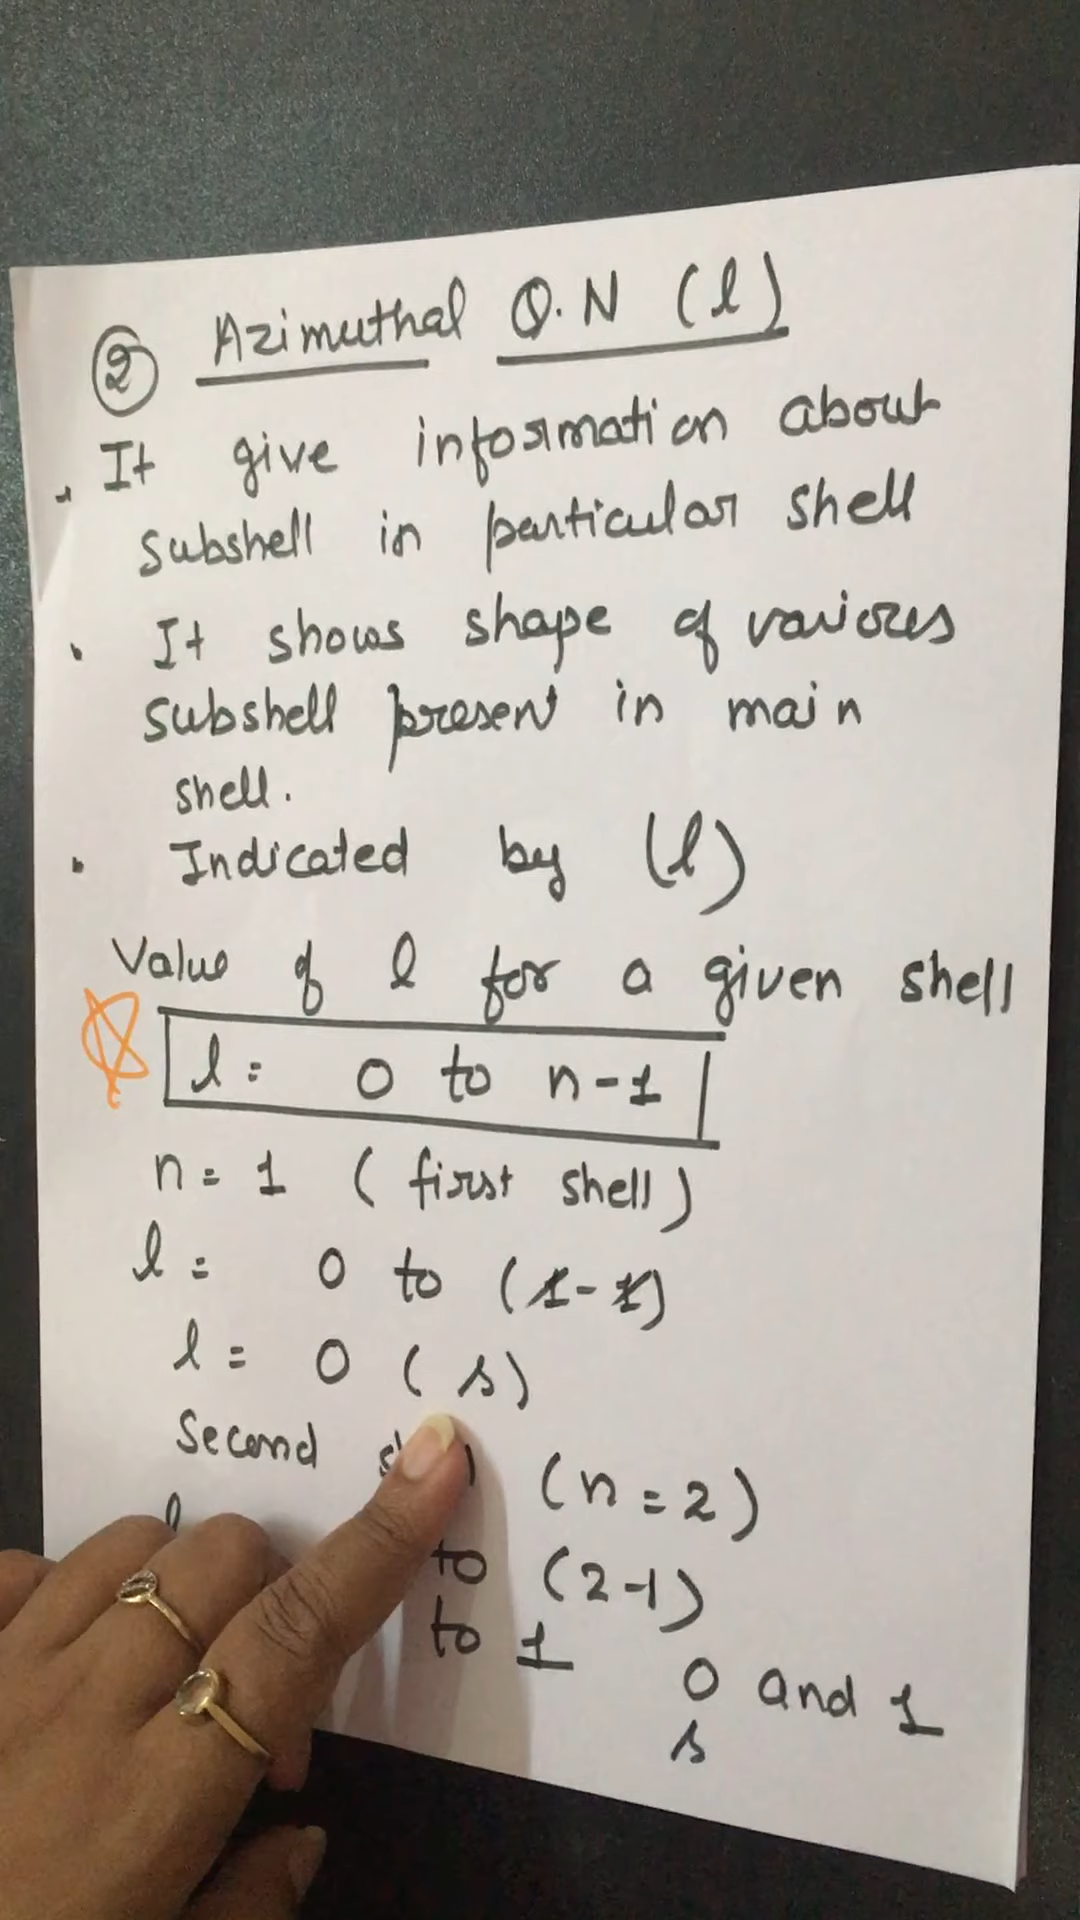 ② Azimuthal Q.N (l)
• It give information about
subshell in particular shell
• It shows shape of various
subshell present in main
shell.
• Indicated by (l)
Value of l for a given shell
l = 0 to n-1
n = 1 (first shell)
l = 0 to (1-1)
l = 0 (s)
Second (n=2)
l to (2-1)
to 1 0 and 1
s